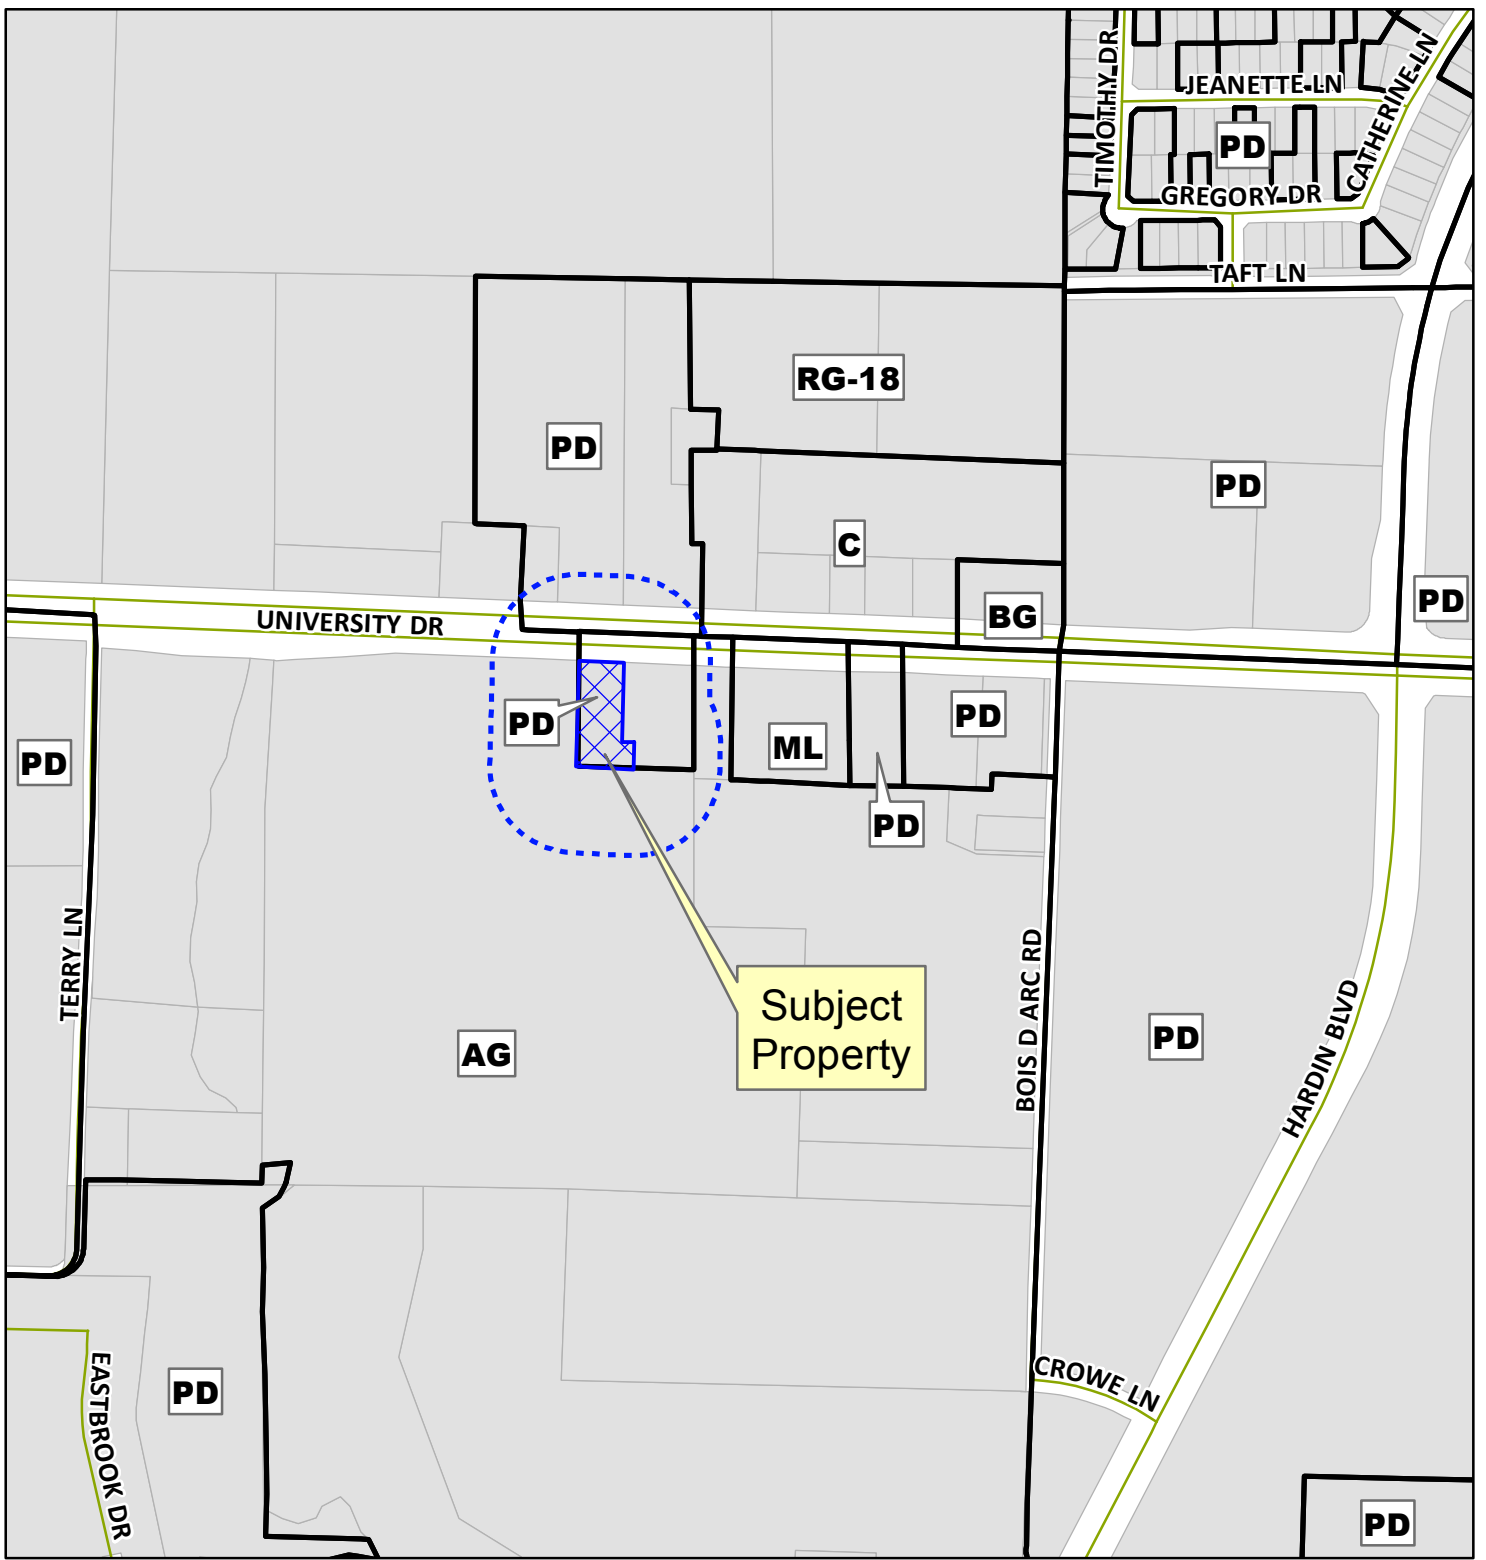 TIMOTHY DR
JEANETTE LN
CATHERINE LN
PD
GREGORY DR
TAFT LN
RG-18
PD
PD
C
PD
BG
UNIVERSITY DR
PD
PD
PD
ML
PD
PD
TERRY LN
BOIS D ARC RD
Subject
Property
HARDIN BLVD
PD
AG
CROWE LN
EASTBROOK DR
PD
PD